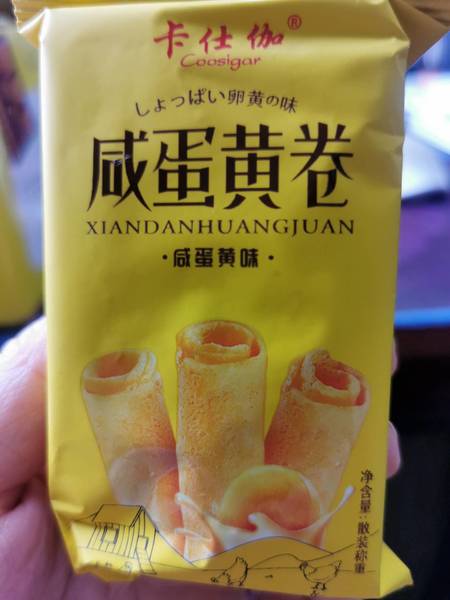 卡仕伽®
Coosigar
しょっぱい卵黄の味
咸蛋黄卷
XIANDANHUANGJUAN
·咸蛋黄味·
净含量:散装称重